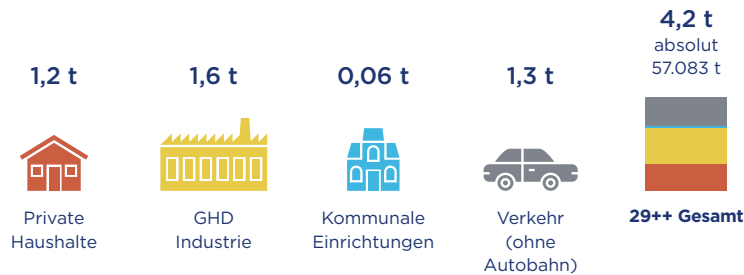 1,2 t
Private
Haushalte
1,6 t
GHD
Industrie
0,06 t
Kommunale
Einrichtungen
1,3 t
Verkehr
(ohne
Autobahn)
4,2 t
absolut
57.083 t
29++ Gesamt